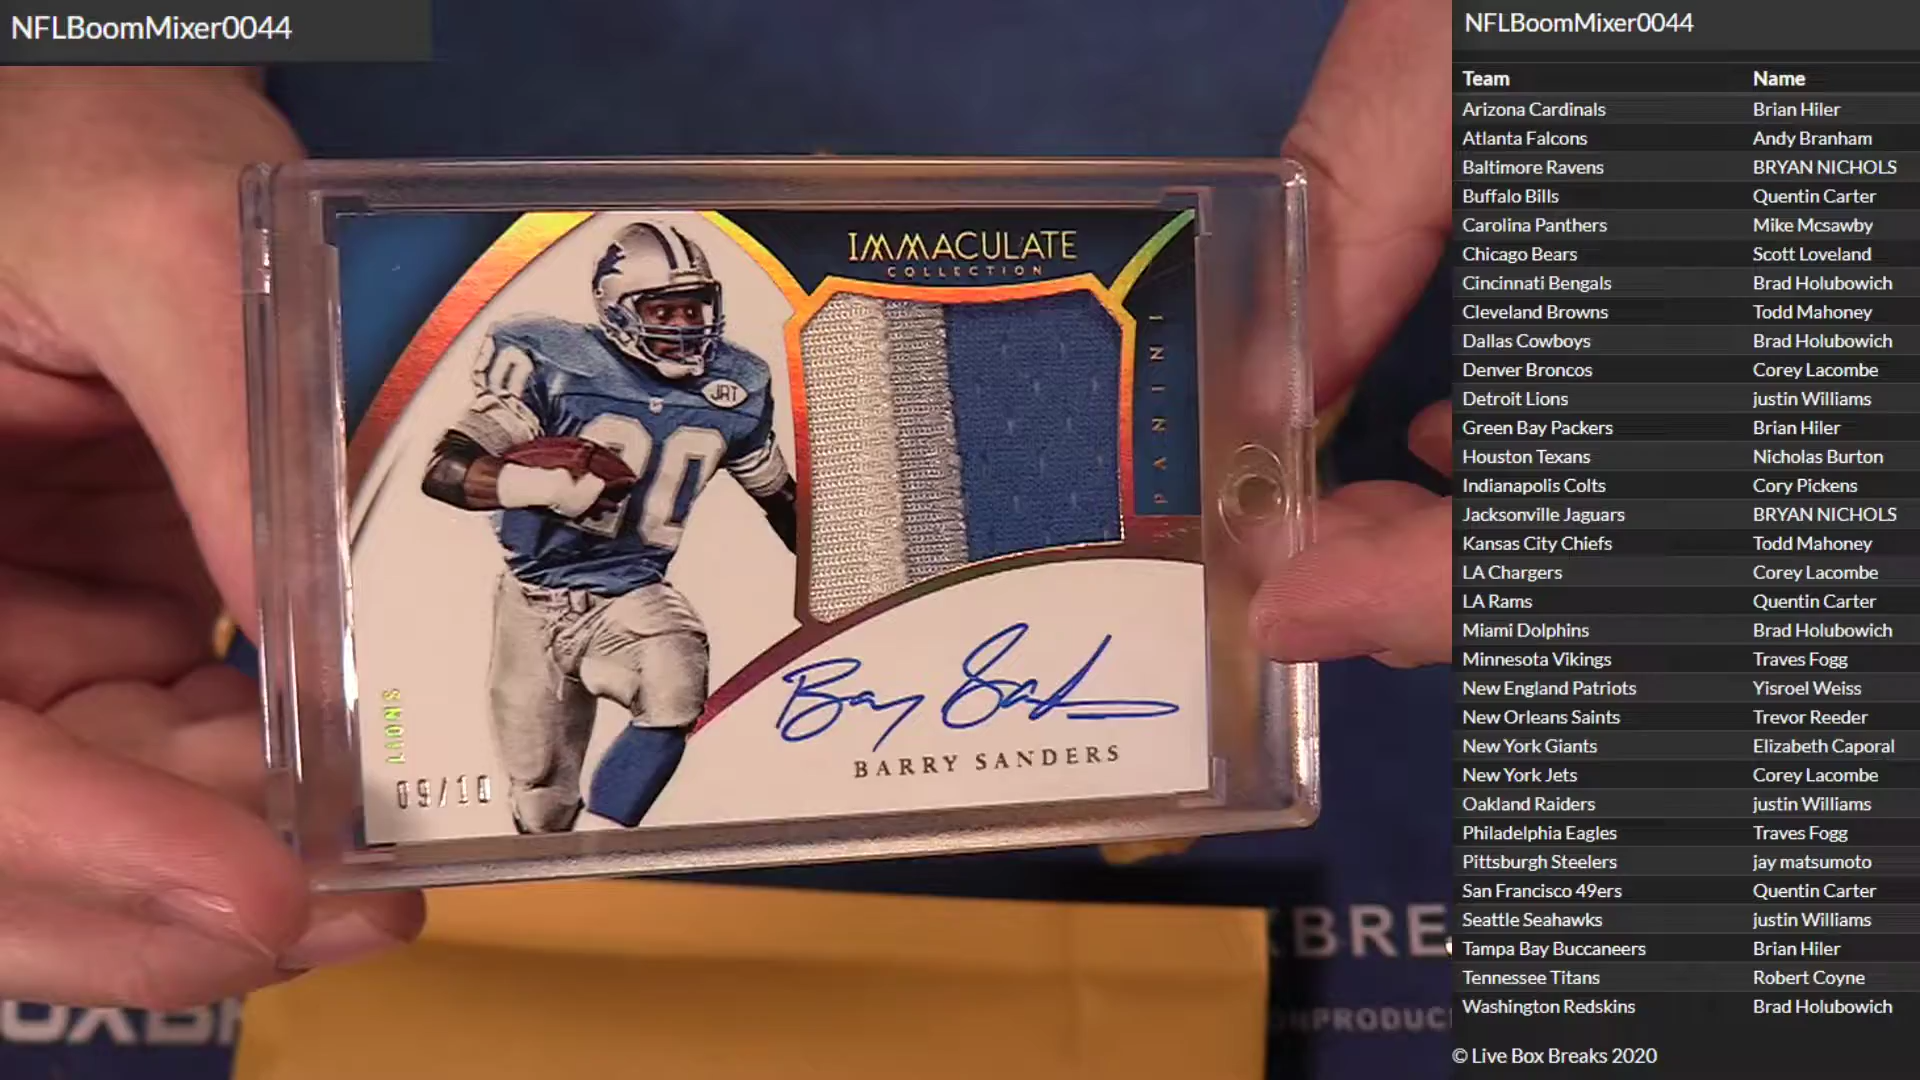 NFLBoomMixer0044
IMMACULATE
COLLECTION
PANINI
20
JRT
20
LIONS
09/10
Barry Sanders
BARRY SANDERS
NFLBoomMixer0044
Team Name
Arizona Cardinals Brian Hiler
Atlanta Falcons Andy Branham
Baltimore Ravens BRYAN NICHOLS
Buffalo Bills Quentin Carter
Carolina Panthers Mike Mcsawby
Chicago Bears Scott Loveland
Cincinnati Bengals Brad Holubowich
Cleveland Browns Todd Mahoney
Dallas Cowboys Brad Holubowich
Denver Broncos Corey Lacombe
Detroit Lions justin Williams
Green Bay Packers Brian Hiler
Houston Texans Nicholas Burton
Indianapolis Colts Cory Pickens
Jacksonville Jaguars BRYAN NICHOLS
Kansas City Chiefs Todd Mahoney
LA Chargers Corey Lacombe
LA Rams Quentin Carter
Miami Dolphins Brad Holubowich
Minnesota Vikings Traves Fogg
New England Patriots Yisroel Weiss
New Orleans Saints Trevor Reeder
New York Giants Elizabeth Caporal
New York Jets Corey Lacombe
Oakland Raiders justin Williams
Philadelphia Eagles Traves Fogg
Pittsburgh Steelers jay matsumoto
San Francisco 49ers Quentin Carter
Seattle Seahawks justin Williams
Tampa Bay Buccaneers Brian Hiler
Tennessee Titans Robert Coyne
Washington Redskins Brad Holubowich
© Live Box Breaks 2020